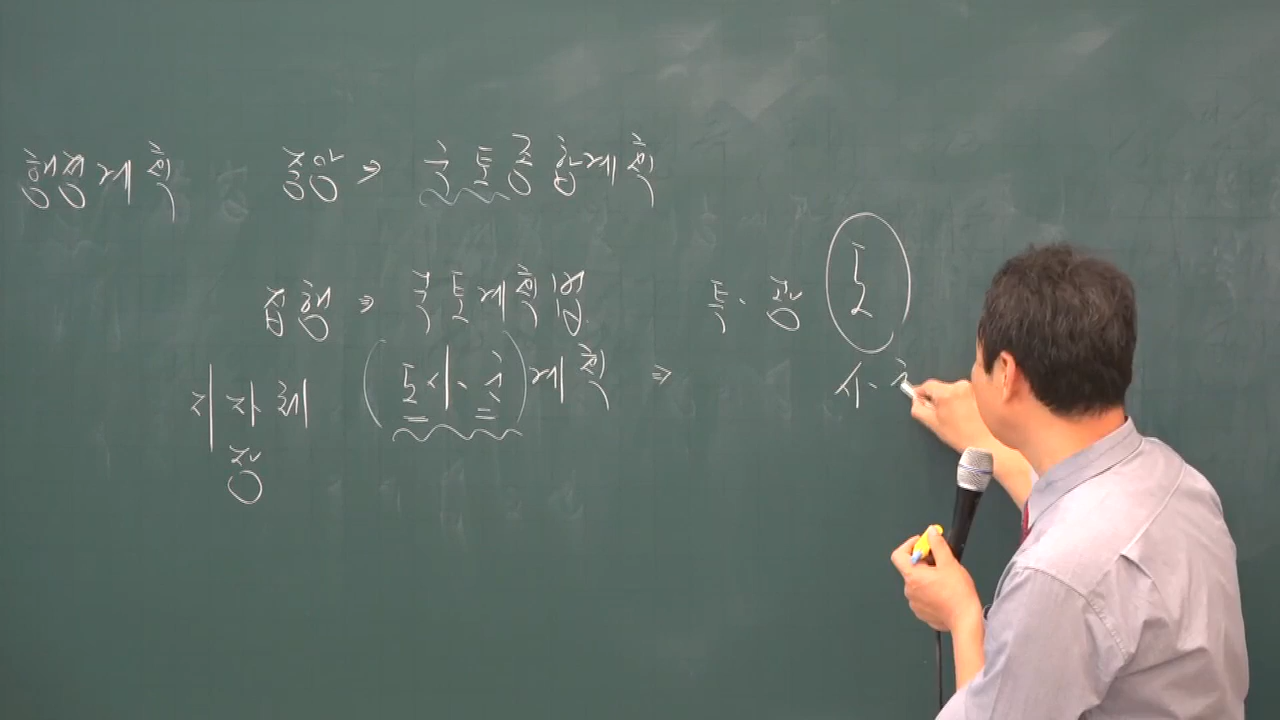 행정계획 중앙 ⇒ 국토종합계획
집행 ⇒ 국토계획법 특·광 도
지자체 (도시·군)계획 ⇒ 시·구
장